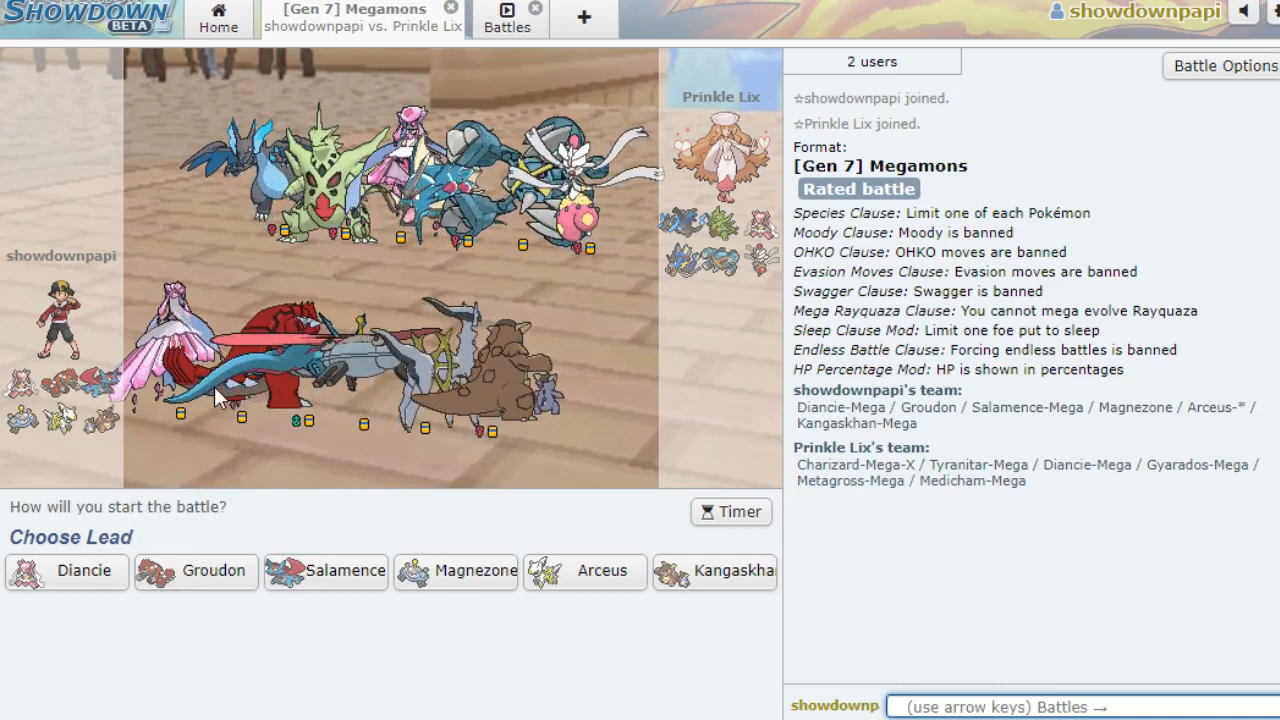 SHOWDOWN
BETA
Home
[Gen 7] Megamons
showdownpapi vs. Prinkle Lix
Battles
+
showdownpapi
2 users
Battle Options
Prinkle Lix
showdownpapi
☆showdownpapi joined.
☆Prinkle Lix joined.
Format:
[Gen 7] Megamons
Rated battle
Species Clause: Limit one of each Pokémon
Moody Clause: Moody is banned
OHKO Clause: OHKO moves are banned
Evasion Moves Clause: Evasion moves are banned
Swagger Clause: Swagger is banned
Mega Rayquaza Clause: You cannot mega evolve Rayquaza
Sleep Clause Mod: Limit one foe put to sleep
Endless Battle Clause: Forcing endless battles is banned
HP Percentage Mod: HP is shown in percentages
showdownpapi's team:
Diancie-Mega / Groudon / Salamence-Mega / Magnezone / Arceus-* /
Kangaskhan-Mega
Prinkle Lix's team:
Charizard-Mega-X / Tyranitar-Mega / Diancie-Mega / Gyarados-Mega /
Metagross-Mega / Medicham-Mega
How will you start the battle?
Timer
Choose Lead
Diancie
Groudon
Salamence
Magnezone
Arceus
Kangaskha
showdownp
(use arrow keys) Battles →